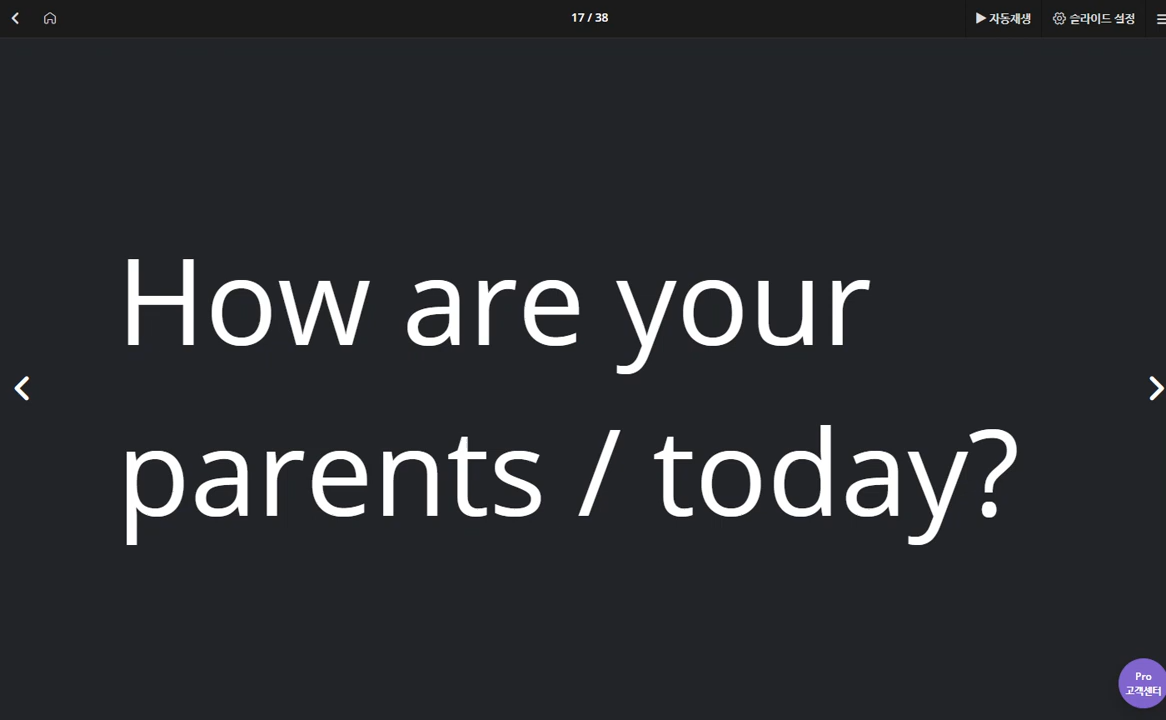 17 / 38
▶ 자동재생
슬라이드 설정
How are your
parents / today?
Pro
고객센터